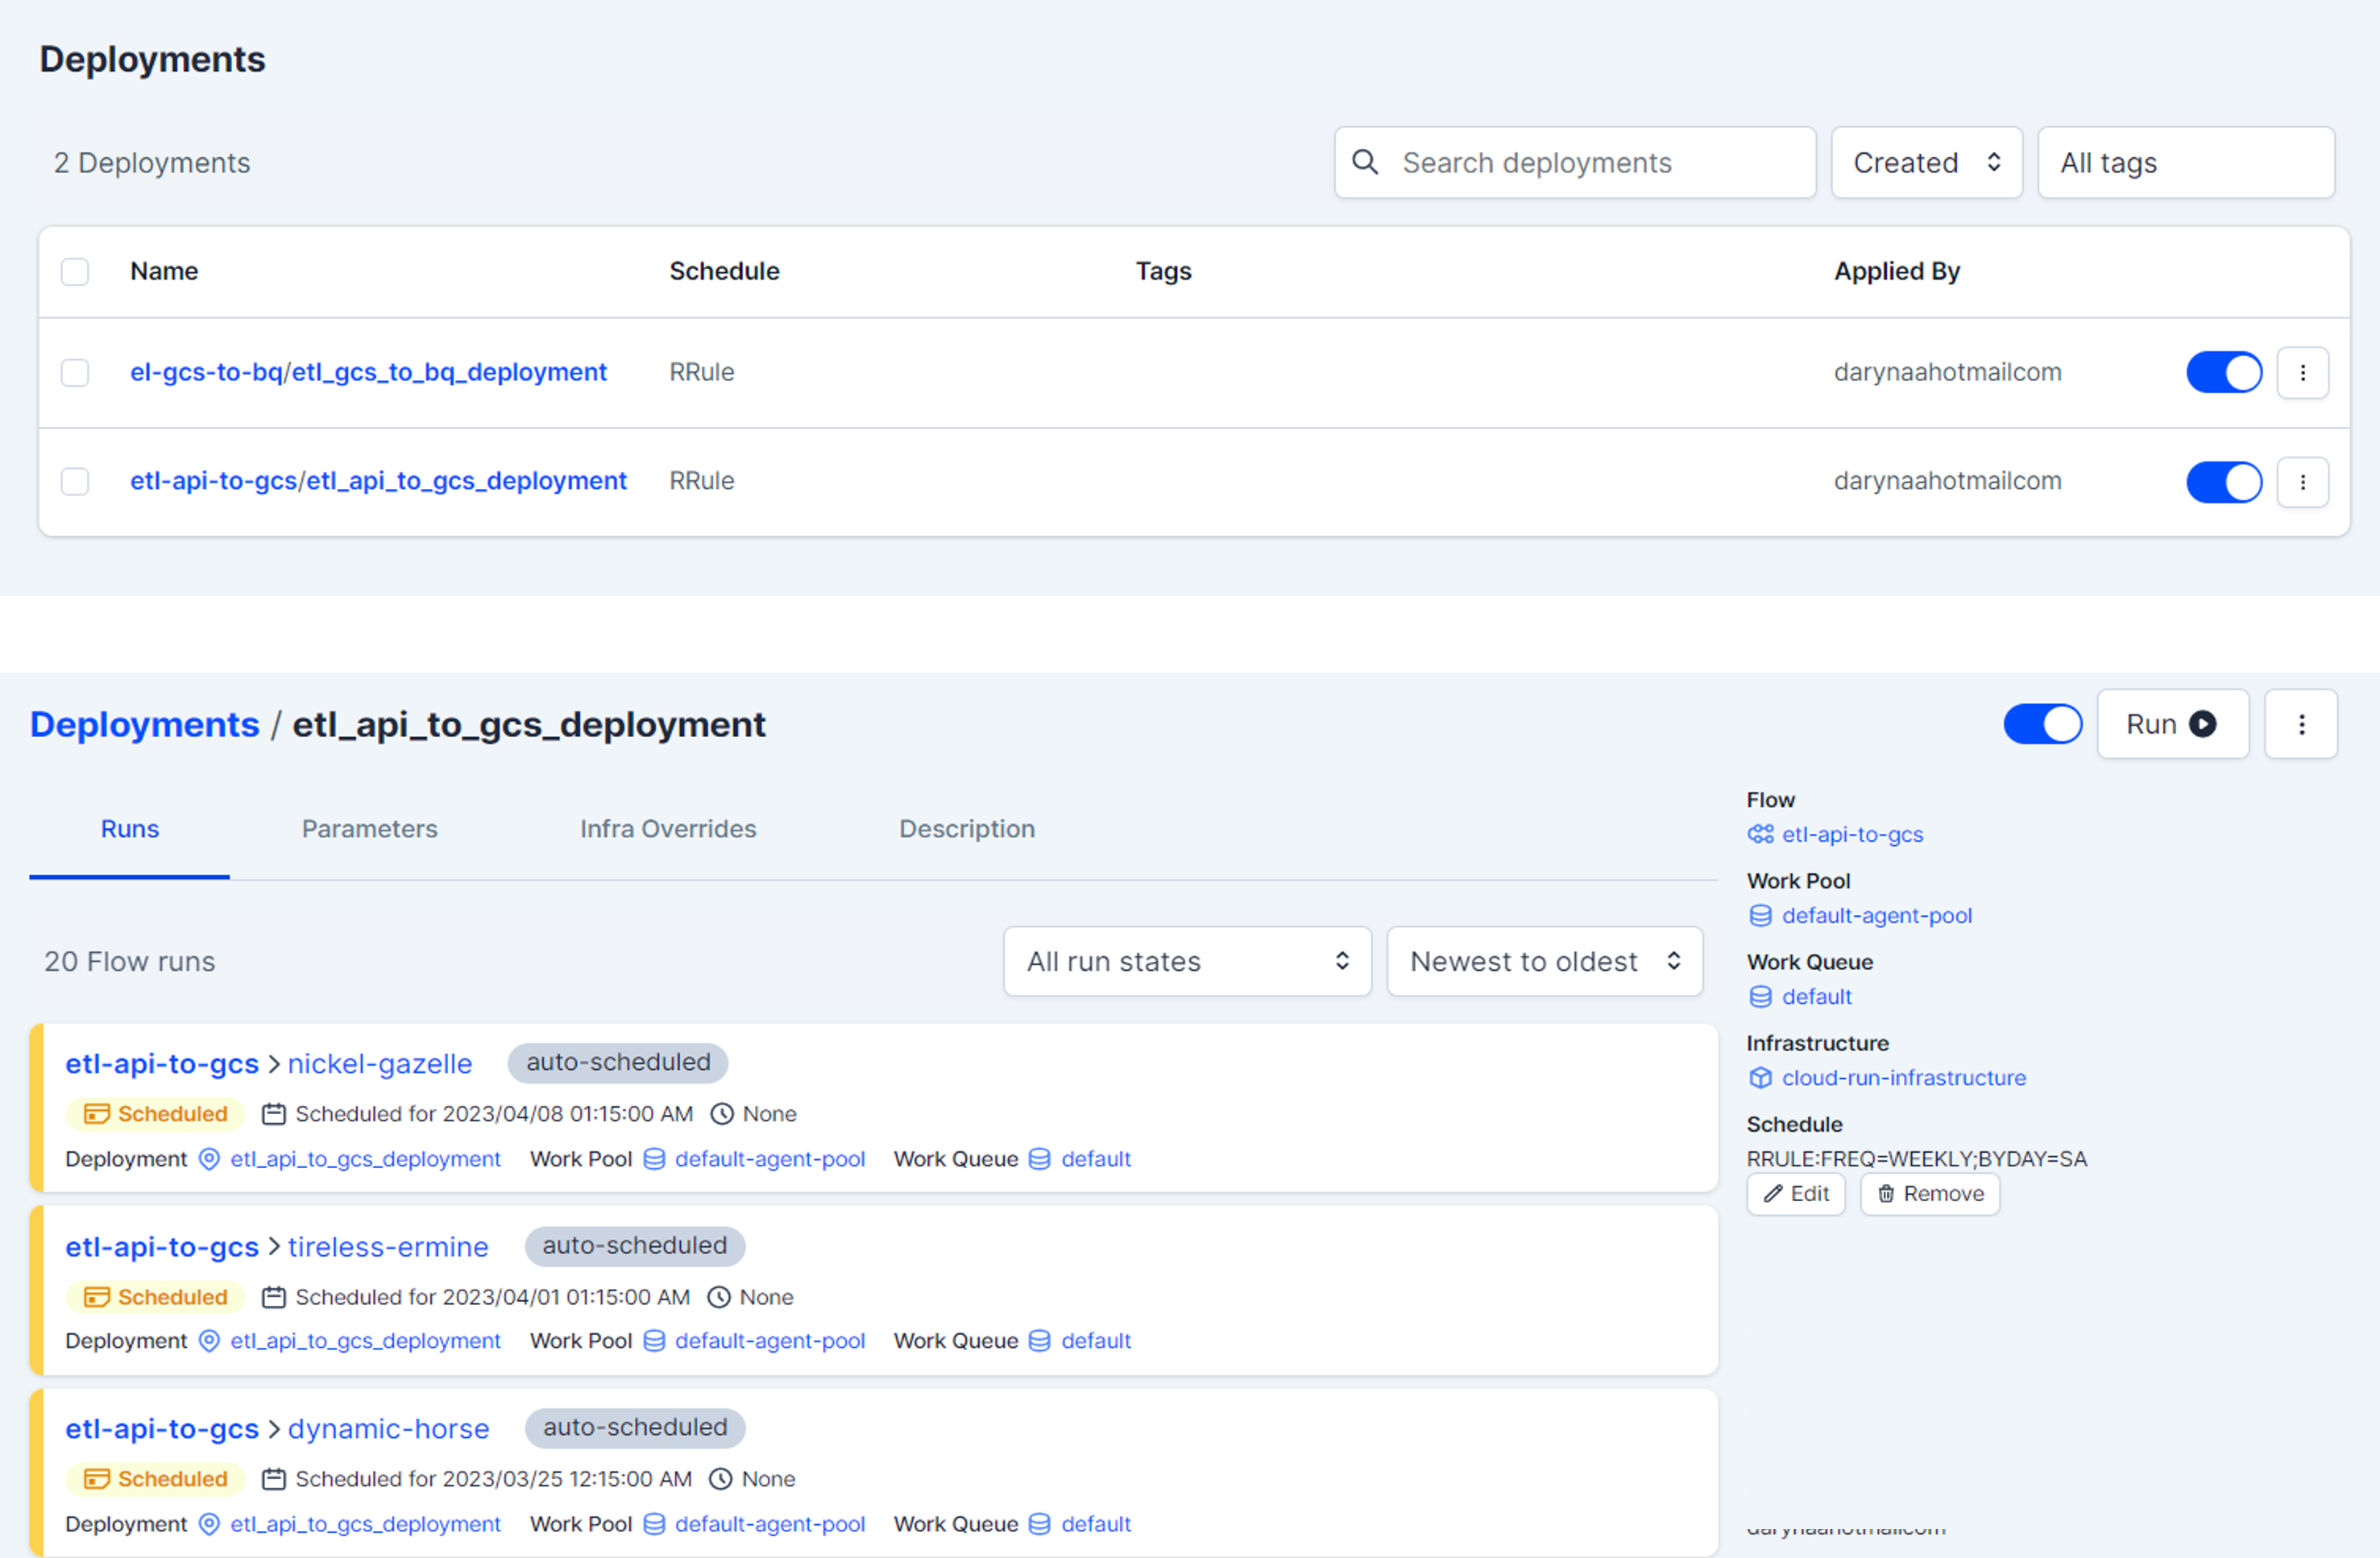 Deployments
2 Deployments
Search deployments
Created
All tags
Name Schedule Tags Applied By
el-gcs-to-bq/etl_gcs_to_bq_deployment RRule darynaahotmailcom
etl-api-to-gcs/etl_api_to_gcs_deployment RRule darynaahotmailcom
Deployments / etl_api_to_gcs_deployment
Run
Runs Parameters Infra Overrides Description
20 Flow runs
All run states
Newest to oldest
etl-api-to-gcs > nickel-gazelle auto-scheduled
Scheduled Scheduled for 2023/04/08 01:15:00 AM None
Deployment etl_api_to_gcs_deployment Work Pool default-agent-pool Work Queue default
etl-api-to-gcs > tireless-ermine auto-scheduled
Scheduled Scheduled for 2023/04/01 01:15:00 AM None
Deployment etl_api_to_gcs_deployment Work Pool default-agent-pool Work Queue default
etl-api-to-gcs > dynamic-horse auto-scheduled
Scheduled Scheduled for 2023/03/25 12:15:00 AM None
Deployment etl_api_to_gcs_deployment Work Pool default-agent-pool Work Queue default
Flow
etl-api-to-gcs
Work Pool
default-agent-pool
Work Queue
default
Infrastructure
cloud-run-infrastructure
Schedule
RRULE:FREQ=WEEKLY;BYDAY=SA
Edit Remove